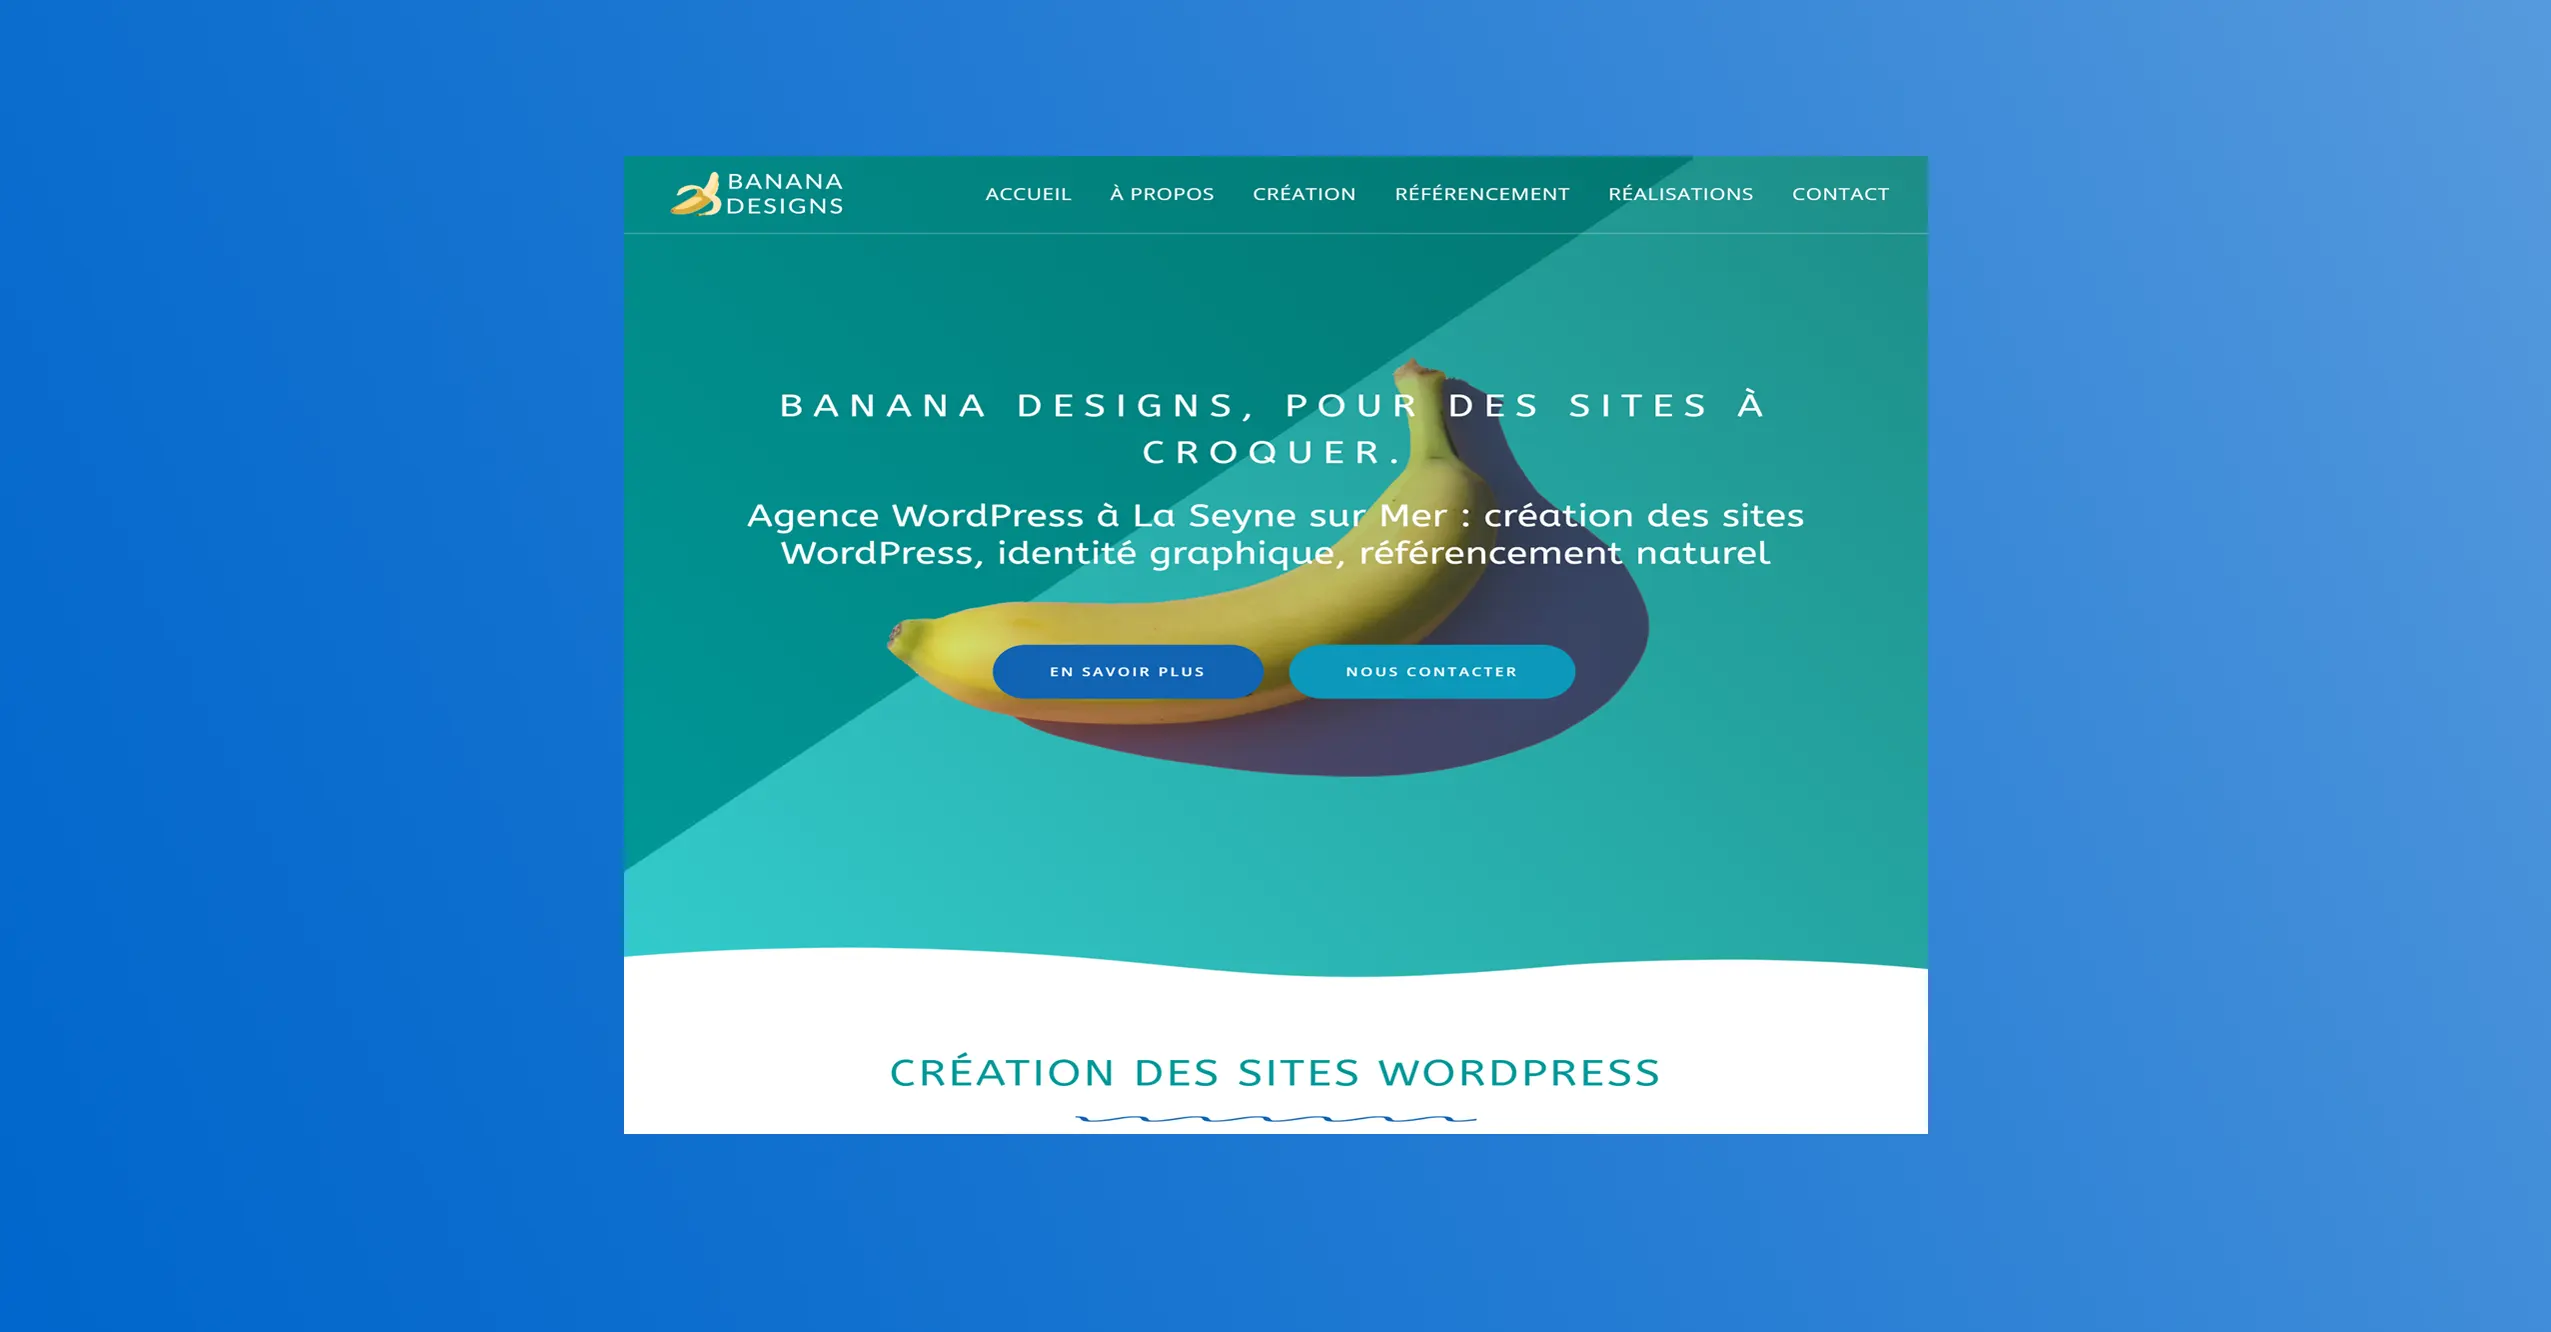 BANANA
DESIGNS
ACCUEIL À PROPOS CRÉATION RÉFÉRENCEMENT RÉALISATIONS CONTACT
BANANA DESIGNS, POUR DES SITES À
CROQUER.
Agence WordPress à La Seyne sur Mer : création des sites
WordPress, identité graphique, référencement naturel
EN SAVOIR PLUS
NOUS CONTACTER
CRÉATION DES SITES WORDPRESS